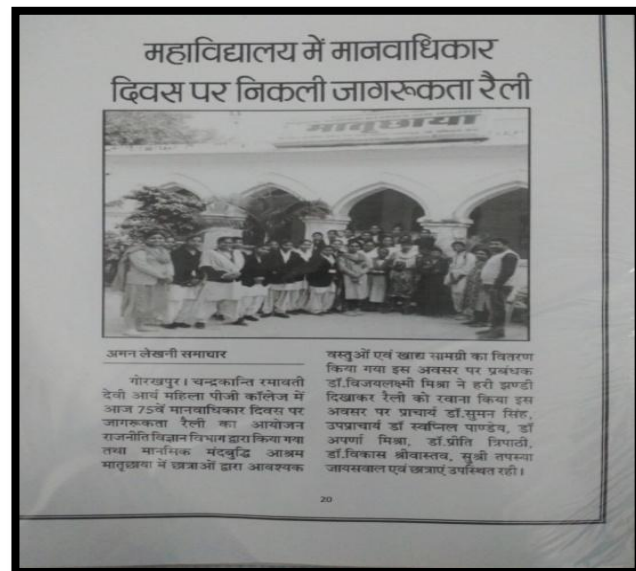 महाविद्यालय में मानवाधिकार
दिवस पर निकली जागरूकता रैली
मातृछाया
अमन लेखनी समाचार
गोरखपुर। चन्द्रकान्ति रमावती
देवी आर्य महिला पीजी कॉलेज में
आज 75वें मानवाधिकार दिवस पर
जागरूकता रैली का आयोजन
राजनीति विज्ञान विभाग द्वारा किया गया
तथा मानसिक मंदबुद्धि आश्रम
मातृछाया में छात्राओं द्वारा आवश्यक
वस्तुओं एवं खाद्य सामग्री का वितरण
किया गया इस अवसर पर प्रबंधक
डॉ.विजयलक्ष्मी मिश्रा ने हरी झण्डी
दिखाकर रैली को रवाना किया इस
अवसर पर प्राचार्य डॉ.सुमन सिंह,
उपप्राचार्य डॉ स्वप्निल पाण्डेय, डॉ
अपर्णा मिश्रा, डॉ.प्रीति त्रिपाठी,
डॉ.विकास श्रीवास्तव, सुश्री तपस्या
जायसवाल एवं छात्राएं उपस्थित रही।
20